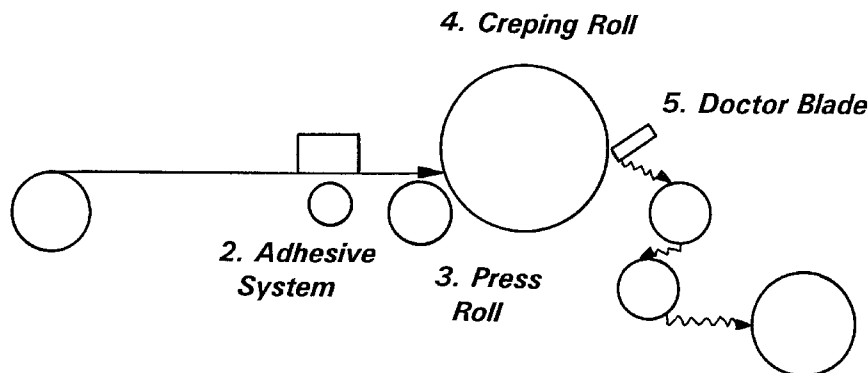 4. Creping Roll
5. Doctor Blade
2. Adhesive
System
3. Press
Roll